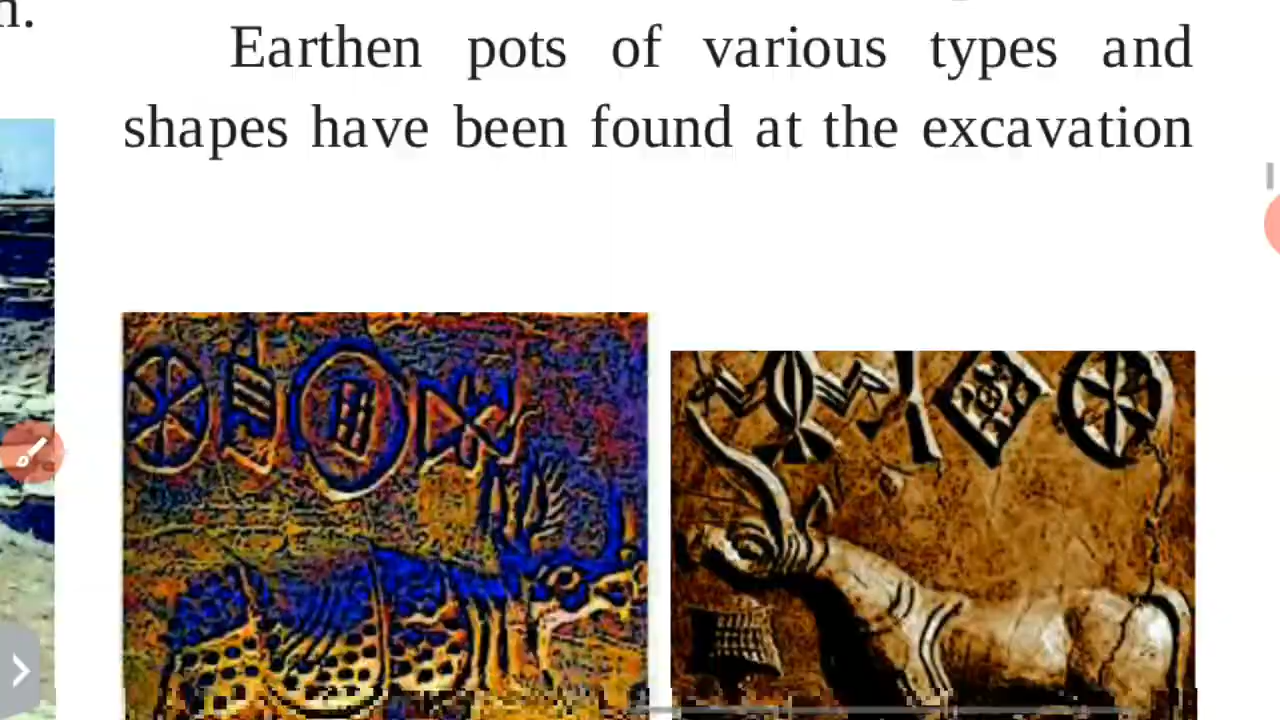 n.
Earthen pots of various types and
shapes have been found at the excavation